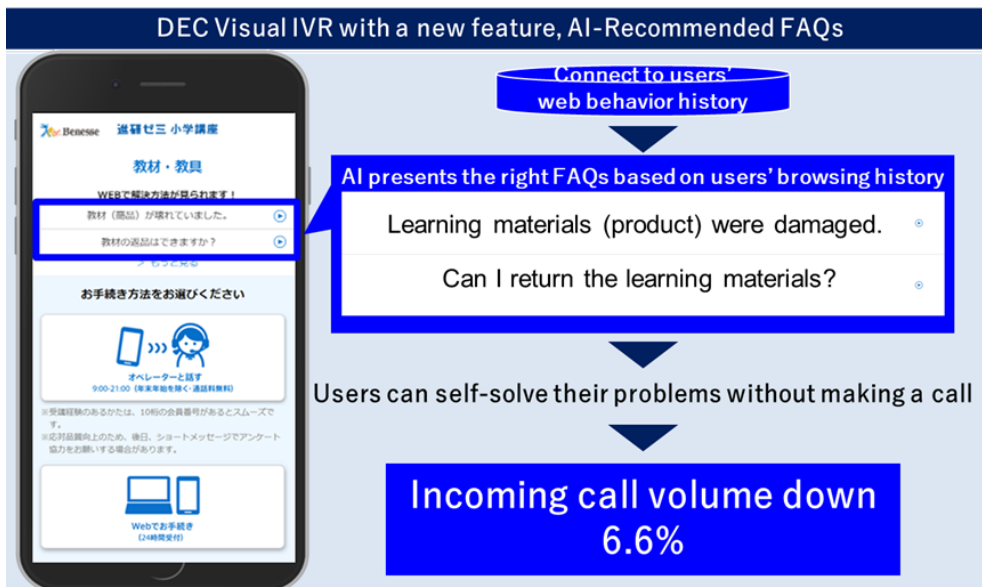 DEC Visual IVR with a new feature, AI-Recommended FAQs
Benesse 進研ゼミ 小学講座
教材・教具
WEBで解決方法が見られます！
教材（商品）が壊れていました。
教材の返品はできますか？
＞ もっと見る
お手続き方法をお選びください
オペレーターと話す
9:00-21:00（年末年始を除く・通話料無料）
※受講経験のあるかたは、10桁の会員番号があるとスムーズで
す。
※応対品質向上のため、後日、ショートメッセージでアンケート
協力をお願いする場合があります。
Webでお手続き
(24時間受付)
Connect to users'
web behavior history
AI presents the right FAQs based on users' browsing history
Learning materials (product) were damaged.
Can I return the learning materials?
Users can self-solve their problems without making a call
Incoming call volume down
6.6%